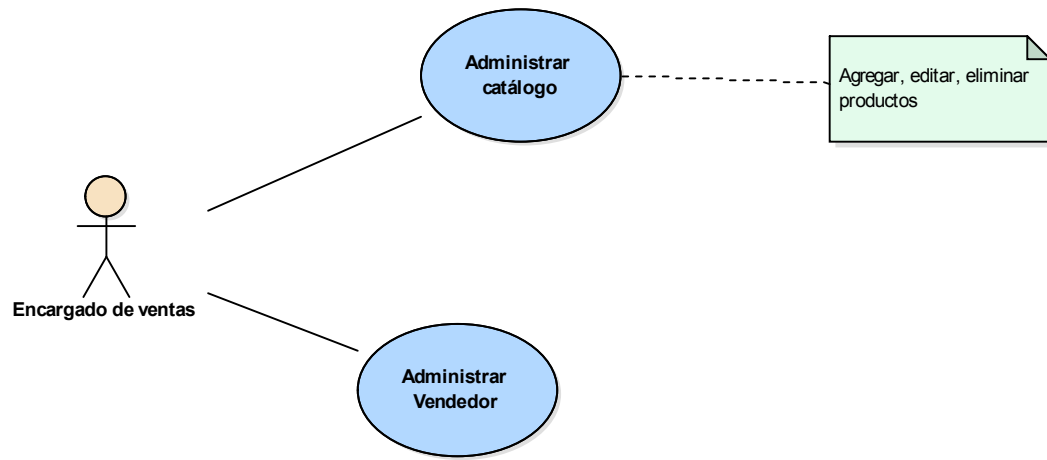 Administrar
catálogo
Agregar, editar, eliminar
productos
Encargado de ventas
Administrar
Vendedor